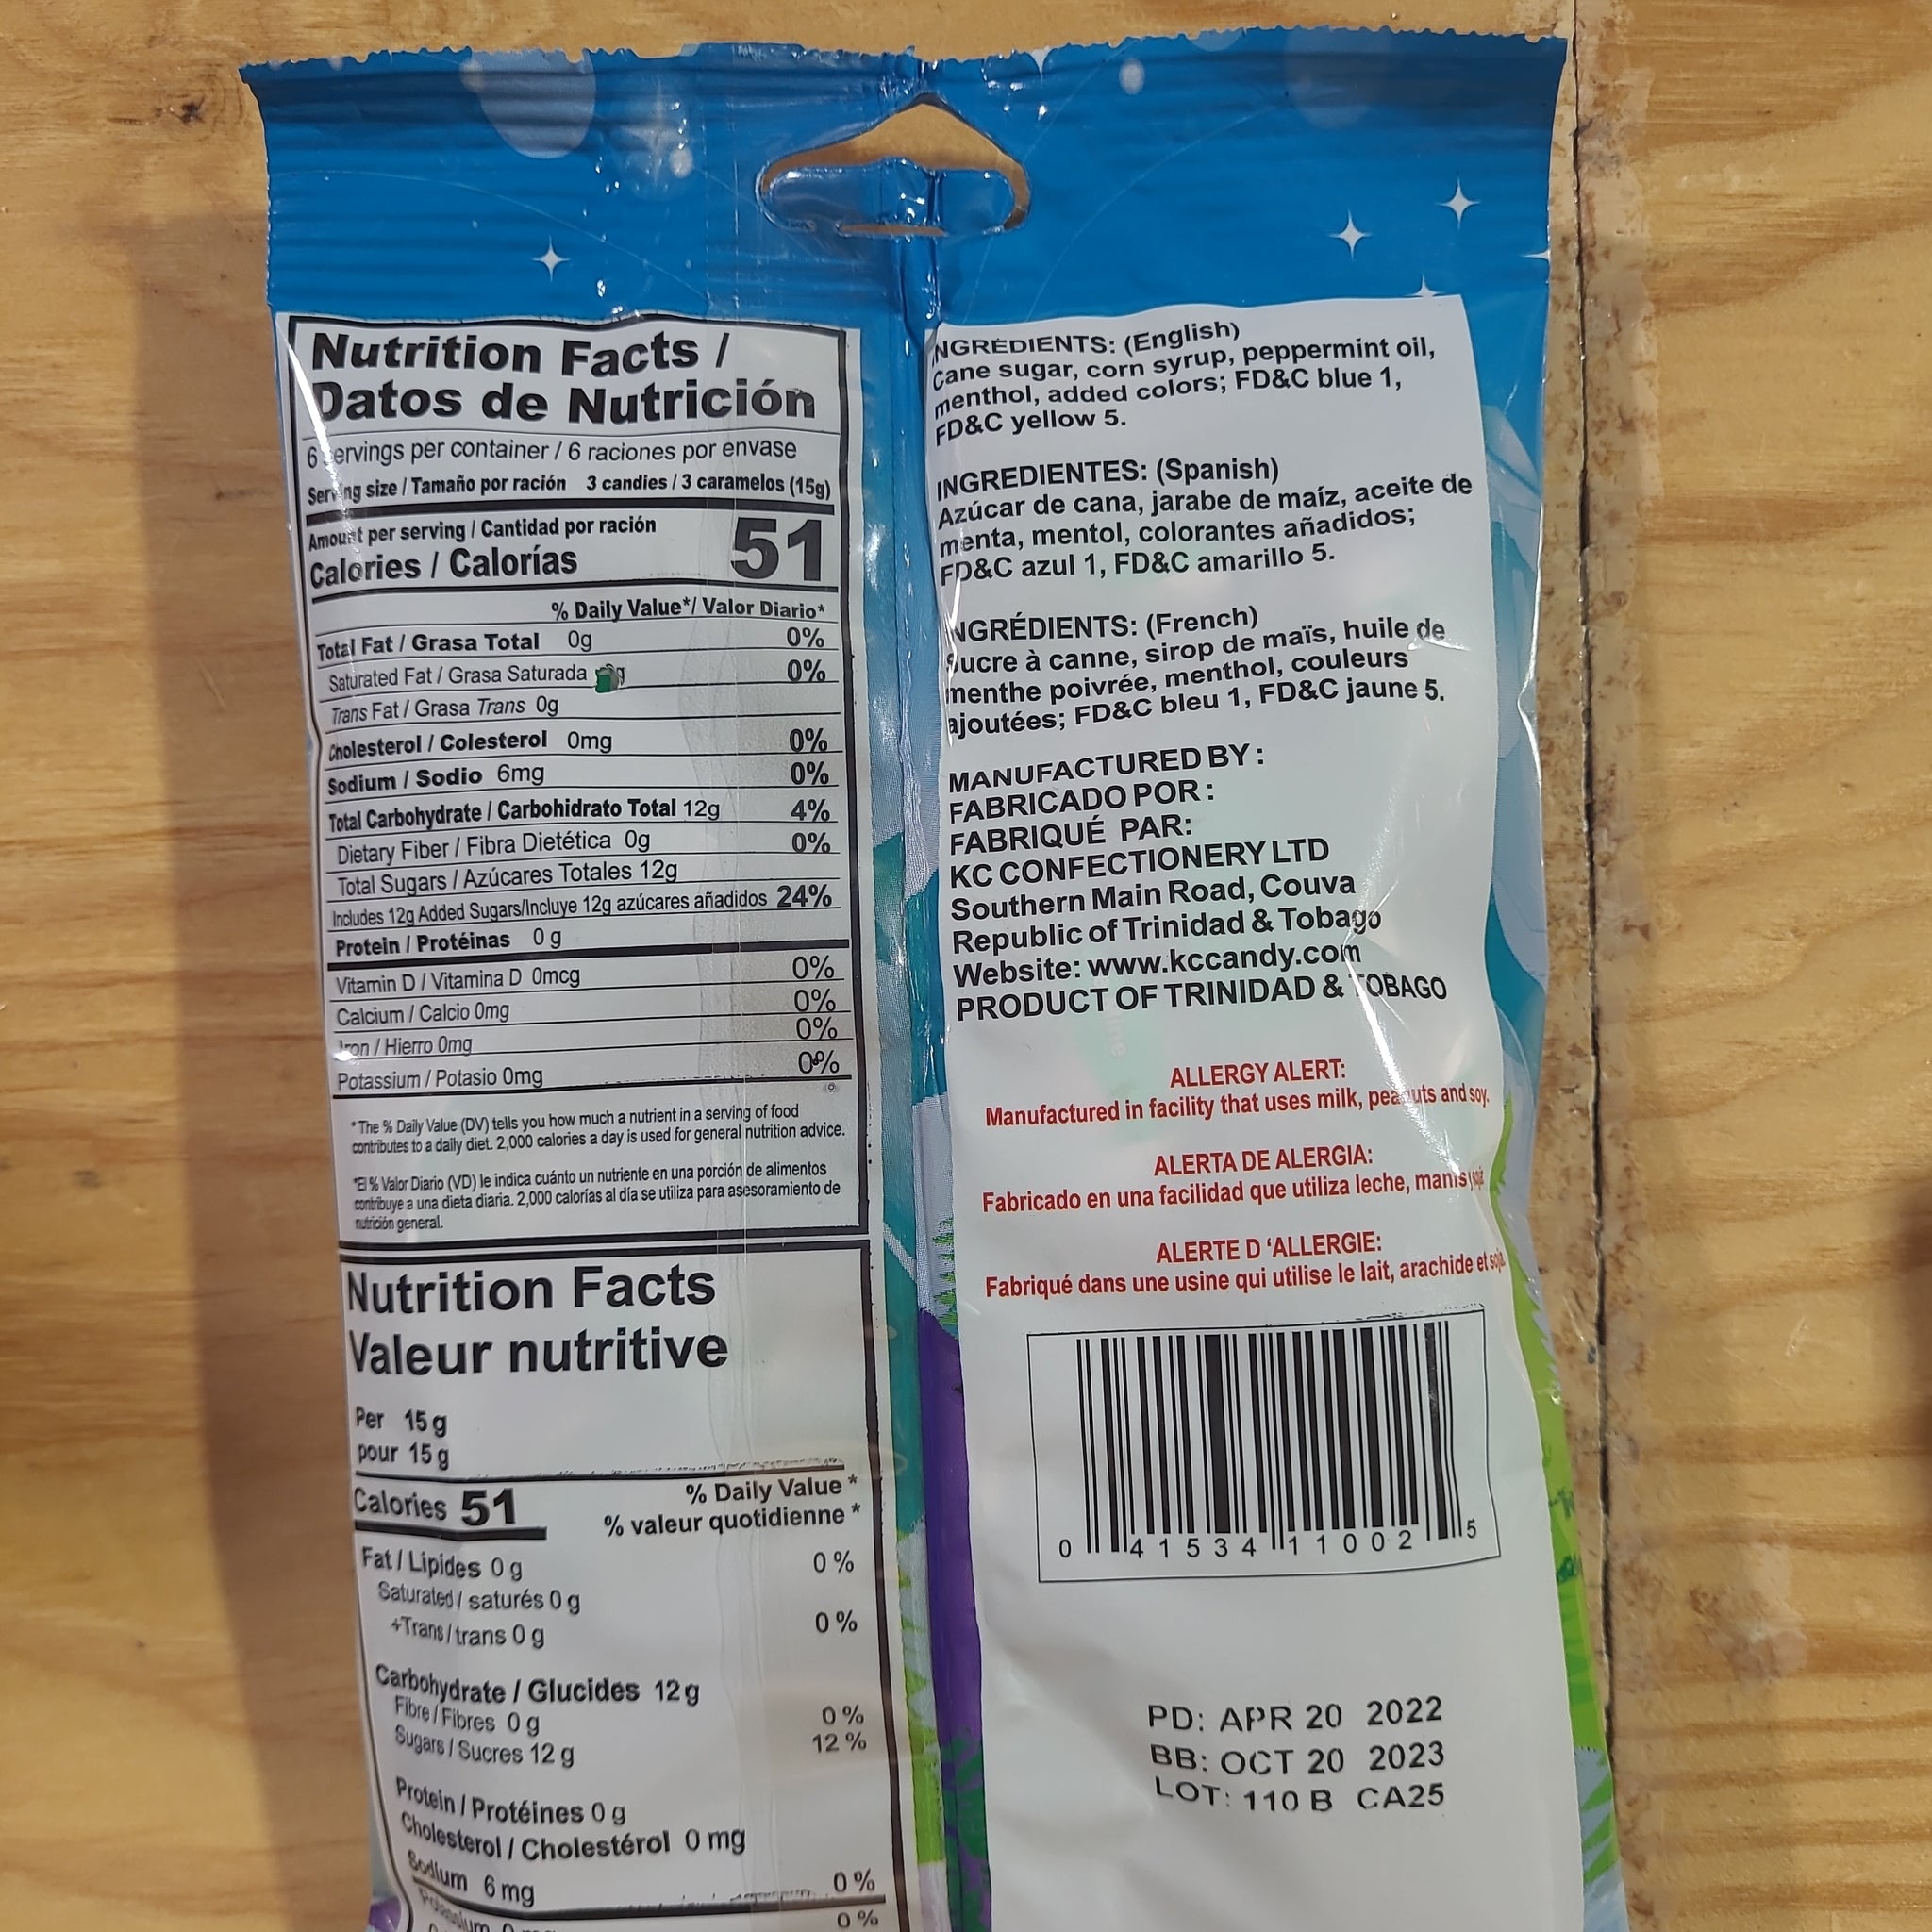 Nutrition Facts /
Datos de Nutrición
6 servings per container / 6 raciones por envase
Serving size / Tamaño por ración 3 candies / 3 caramelos (15g)
Amount per serving / Cantidad por ración
Calories / Calorías 51
% Daily Value*/ Valor Diario*
Total Fat / Grasa Total 0g 0%
Saturated Fat / Grasa Saturada 0%
Trans Fat / Grasa Trans 0g
Cholesterol / Colesterol 0mg 0%
Sodium / Sodio 6mg 0%
Total Carbohydrate / Carbohidrato Total 12g 4%
Dietary Fiber / Fibra Dietética 0g 0%
Total Sugars / Azúcares Totales 12g
Includes 12g Added Sugars/Incluye 12g azúcares añadidos 24%
Protein / Protéinas 0 g
Vitamin D / Vitamina D 0mcg 0%
Calcium / Calcio 0mg 0%
Iron / Hierro 0mg 0%
Potassium / Potasio 0mg 0%
* The % Daily Value (DV) tells you how much a nutrient in a serving of food
contributes to a daily diet. 2,000 calories a day is used for general nutrition advice.
*El % Valor Diario (VD) le indica cuánto un nutriente en una porción de alimentos
contribuye a una dieta diaria. 2,000 calorías al día se utiliza para asesoramiento de
nutrición general.
Nutrition Facts
Valeur nutritive
Per 15 g
pour 15 g
Calories 51
% Daily Value *
% valeur quotidienne *
Fat / Lipides 0 g 0 %
Saturated / saturés 0 g
+Trans / trans 0 g 0 %
Carbohydrate / Glucides 12 g
Fibre / Fibres 0 g 0 %
Sugars / Sucres 12 g 12 %
Protein / Protéines 0 g
Cholesterol / Cholestérol 0 mg
Sodium 6 mg 0 %
Potassium 0 0 %
NGREDIENTS: (English)
Cane sugar, corn syrup, peppermint oil,
menthol, added colors; FD&C blue 1,
FD&C yellow 5.
INGREDIENTES: (Spanish)
Azúcar de cana, jarabe de maíz, aceite de
menta, mentol, colorantes añadidos;
FD&C azul 1, FD&C amarillo 5.
NGRÉDIENTS: (French)
Sucre à canne, sirop de maïs, huile de
menthe poivrée, menthol, couleurs
ajoutées; FD&C bleu 1, FD&C jaune 5.
MANUFACTURED BY :
FABRICADO POR :
FABRIQUÉ PAR:
KC CONFECTIONERY LTD
Southern Main Road, Couva
Republic of Trinidad & Tobago
Website: www.kccandy.com
PRODUCT OF TRINIDAD & TOBAGO
ALLERGY ALERT:
Manufactured in facility that uses milk, peanuts and soy.
ALERTA DE ALERGIA:
Fabricado en una facilidad que utiliza leche, manis y soja
ALERTE D 'ALLERGIE:
Fabriqué dans une usine qui utilise le lait, arachide et soja.
0 41534 11002 5
PD: APR 20 2022
BB: OCT 20 2023
LOT: 110 B CA25